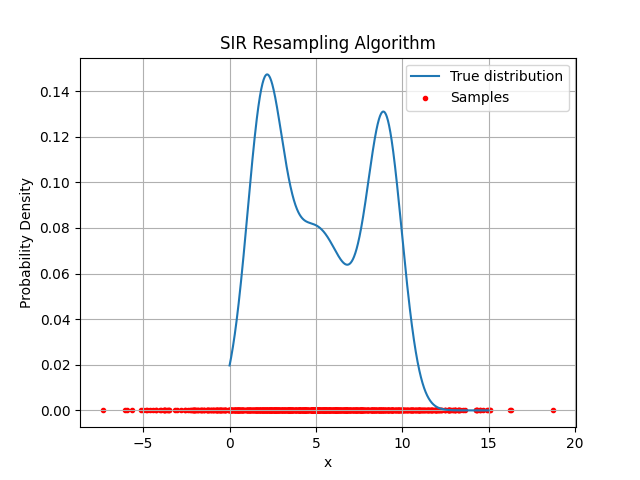 SIR Resampling Algorithm
True distribution
Samples
0.14
0.12
0.10
0.08
0.06
0.04
0.02
0.00
Probability Density
−5
0
5
10
15
20
x